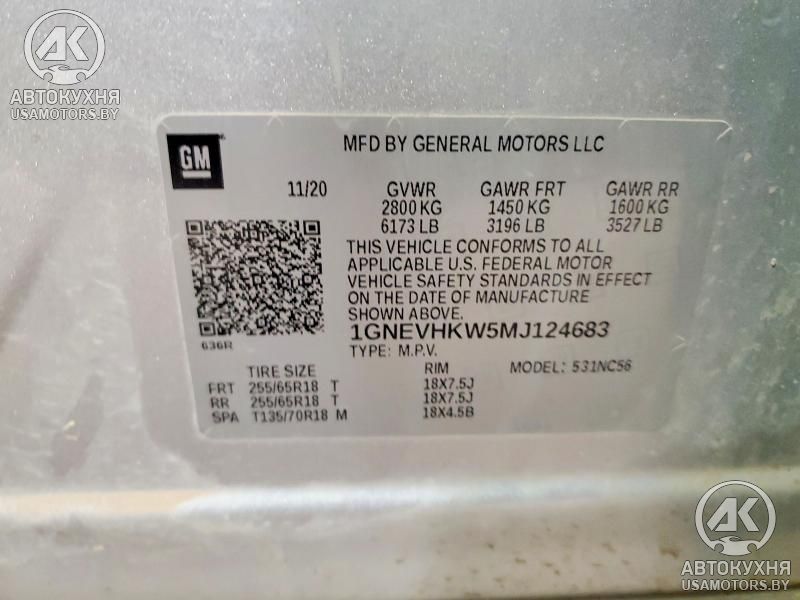 AK
АВТОКУХНЯ
USAMOTORS.BY
GM
MFD BY GENERAL MOTORS LLC
11/20 GVWR GAWR FRT GAWR RR
2800 KG 1450 KG 1600 KG
6173 LB 3196 LB 3527 LB
THIS VEHICLE CONFORMS TO ALL
APPLICABLE U.S. FEDERAL MOTOR
VEHICLE SAFETY STANDARDS IN EFFECT
ON THE DATE OF MANUFACTURE
SHOWN ABOVE.
1GNEVHKW5MJ124683
636R
TYPE: M.P.V. MODEL: 531NC56
TIRE SIZE RIM
FRT 255/65R18 T 18X7.5J
RR 255/65R18 T 18X7.5J
SPA T135/70R18 M 18X4.5B
AK
АВТОКУХНЯ
USAMOTORS.BY